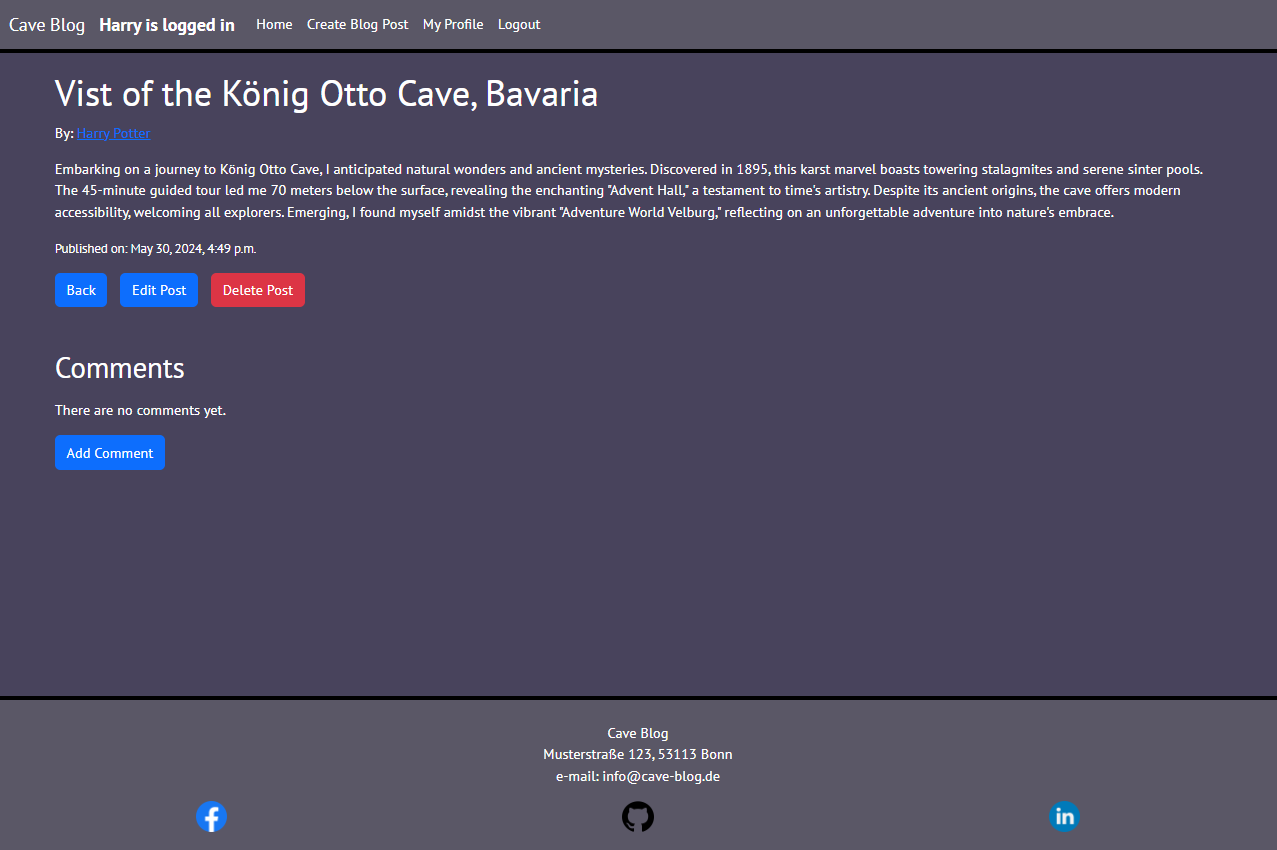 Cave Blog Harry is logged in Home Create Blog Post My Profile Logout
Vist of the König Otto Cave, Bavaria
By: Harry Potter
Embarking on a journey to König Otto Cave, I anticipated natural wonders and ancient mysteries. Discovered in 1895, this karst marvel boasts towering stalagmites and serene sinter pools.
The 45-minute guided tour led me 70 meters below the surface, revealing the enchanting "Advent Hall," a testament to time's artistry. Despite its ancient origins, the cave offers modern
accessibility, welcoming all explorers. Emerging, I found myself amidst the vibrant "Adventure World Velburg," reflecting on an unforgettable adventure into nature's embrace.
Published on: May 30, 2024, 4:49 p.m.
Back Edit Post Delete Post
Comments
There are no comments yet.
Add Comment
Cave Blog
Musterstraße 123, 53113 Bonn
e-mail: info@cave-blog.de
f in